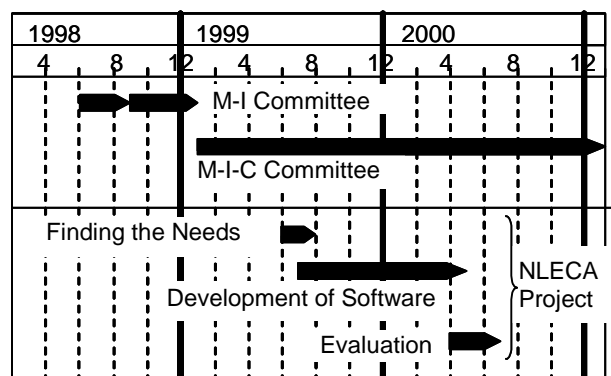 1998 1999 2000
4 8 12 4 8 12 4 8 12
M-I Committee
M-I-C Committee
Finding the Needs
Development of Software
Evaluation
NLECA
Project